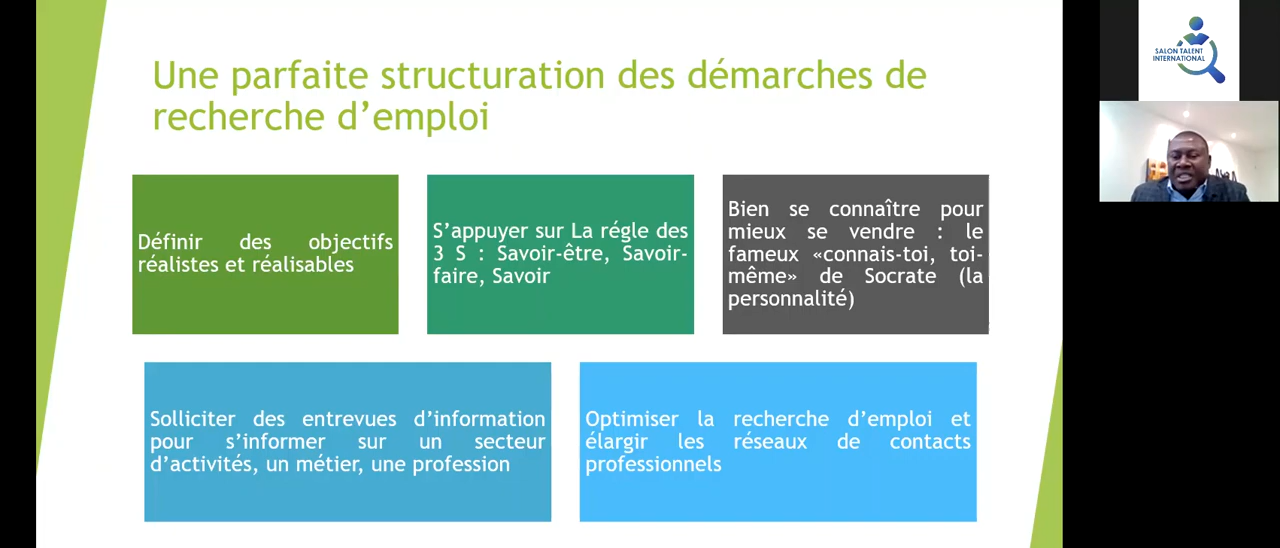 Une parfaite structuration des démarches de
recherche d’emploi
Définir des objectifs
réalistes et réalisables
S’appuyer sur La régle des
3 S : Savoir-être, Savoir-
faire, Savoir
Bien se connaître pour
mieux se vendre : le
fameux «connais-toi, toi-
même» de Socrate (la
personnalité)
Solliciter des entrevues d’information
pour s’informer sur un secteur
d’activités, un métier, une profession
Optimiser la recherche d’emploi et
élargir les réseaux de contacts
professionnels
SALON TALENT
INTERNATIONAL